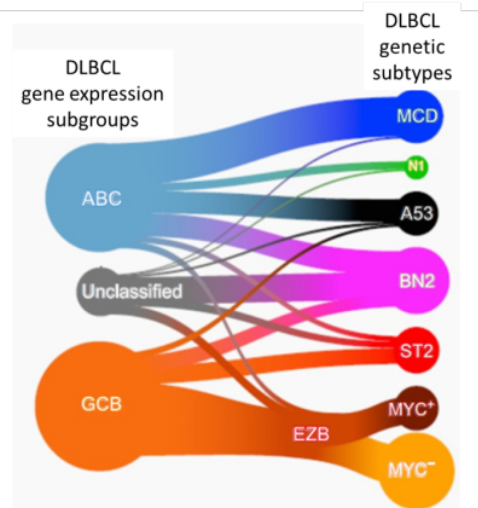 DLBCL
gene expression
subgroups
DLBCL
genetic
subtypes
ABC
Unclassified
GCB
MCD
N1
A53
BN2
ST2
EZB
MYC⁺
MYC⁻